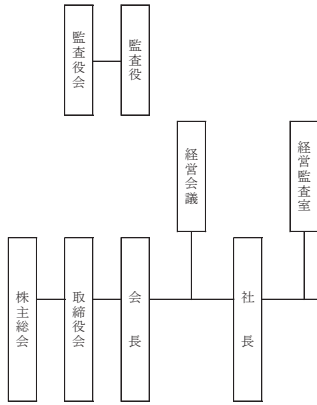 監査役会
監査役
経営会議
経営監査室
株主総会
取締役会
会長
社長